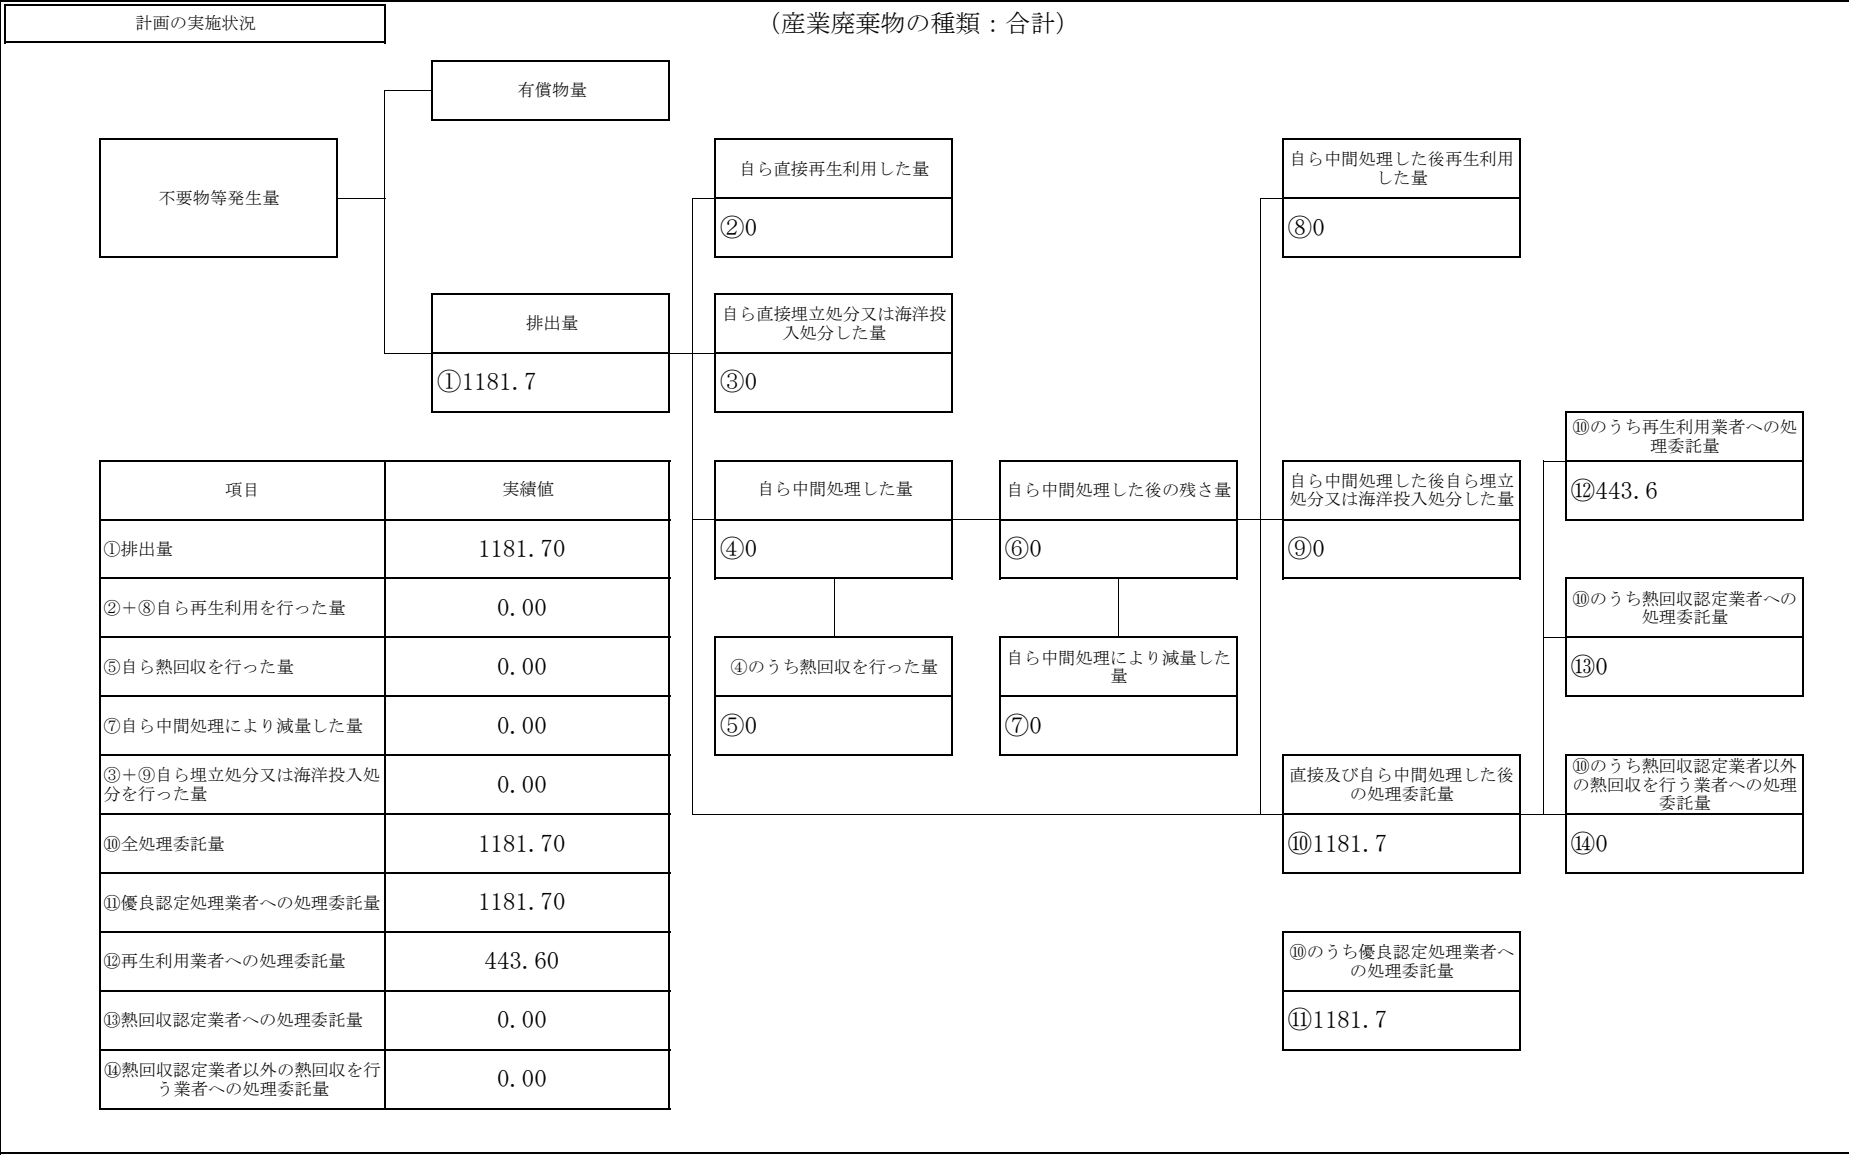 計画の実施状況
（産業廃棄物の種類：合計）
有償物量
不要物等発生量
排出量
①1181.7
自ら直接再生利用した量
②0
自ら直接埋立処分又は海洋投
入処分した量
③0
自ら中間処理した後再生利用
した量
⑧0
項目
実績値
①排出量
1181.70
②＋⑧自ら再生利用を行った量
0.00
⑤自ら熱回収を行った量
0.00
⑦自ら中間処理により減量した量
0.00
③＋⑨自ら埋立処分又は海洋投入処
分を行った量
0.00
⑩全処理委託量
1181.70
⑪優良認定処理業者への処理委託量
1181.70
⑫再生利用業者への処理委託量
443.60
⑬熱回収認定業者への処理委託量
0.00
⑭熱回収認定業者以外の熱回収を行
う業者への処理委託量
0.00
自ら中間処理した量
④0
④のうち熱回収を行った量
⑤0
自ら中間処理した後の残さ量
⑥0
自ら中間処理により減量した
量
⑦0
自ら中間処理した後自ら埋立
処分又は海洋投入処分した量
⑨0
直接及び自ら中間処理した後
の処理委託量
⑩1181.7
⑩のうち優良認定処理業者へ
の処理委託量
⑪1181.7
⑩のうち再生利用業者への処
理委託量
⑫443.6
⑩のうち熱回収認定業者への
処理委託量
⑬0
⑩のうち熱回収認定業者以外
の熱回収を行う業者への処理
委託量
⑭0